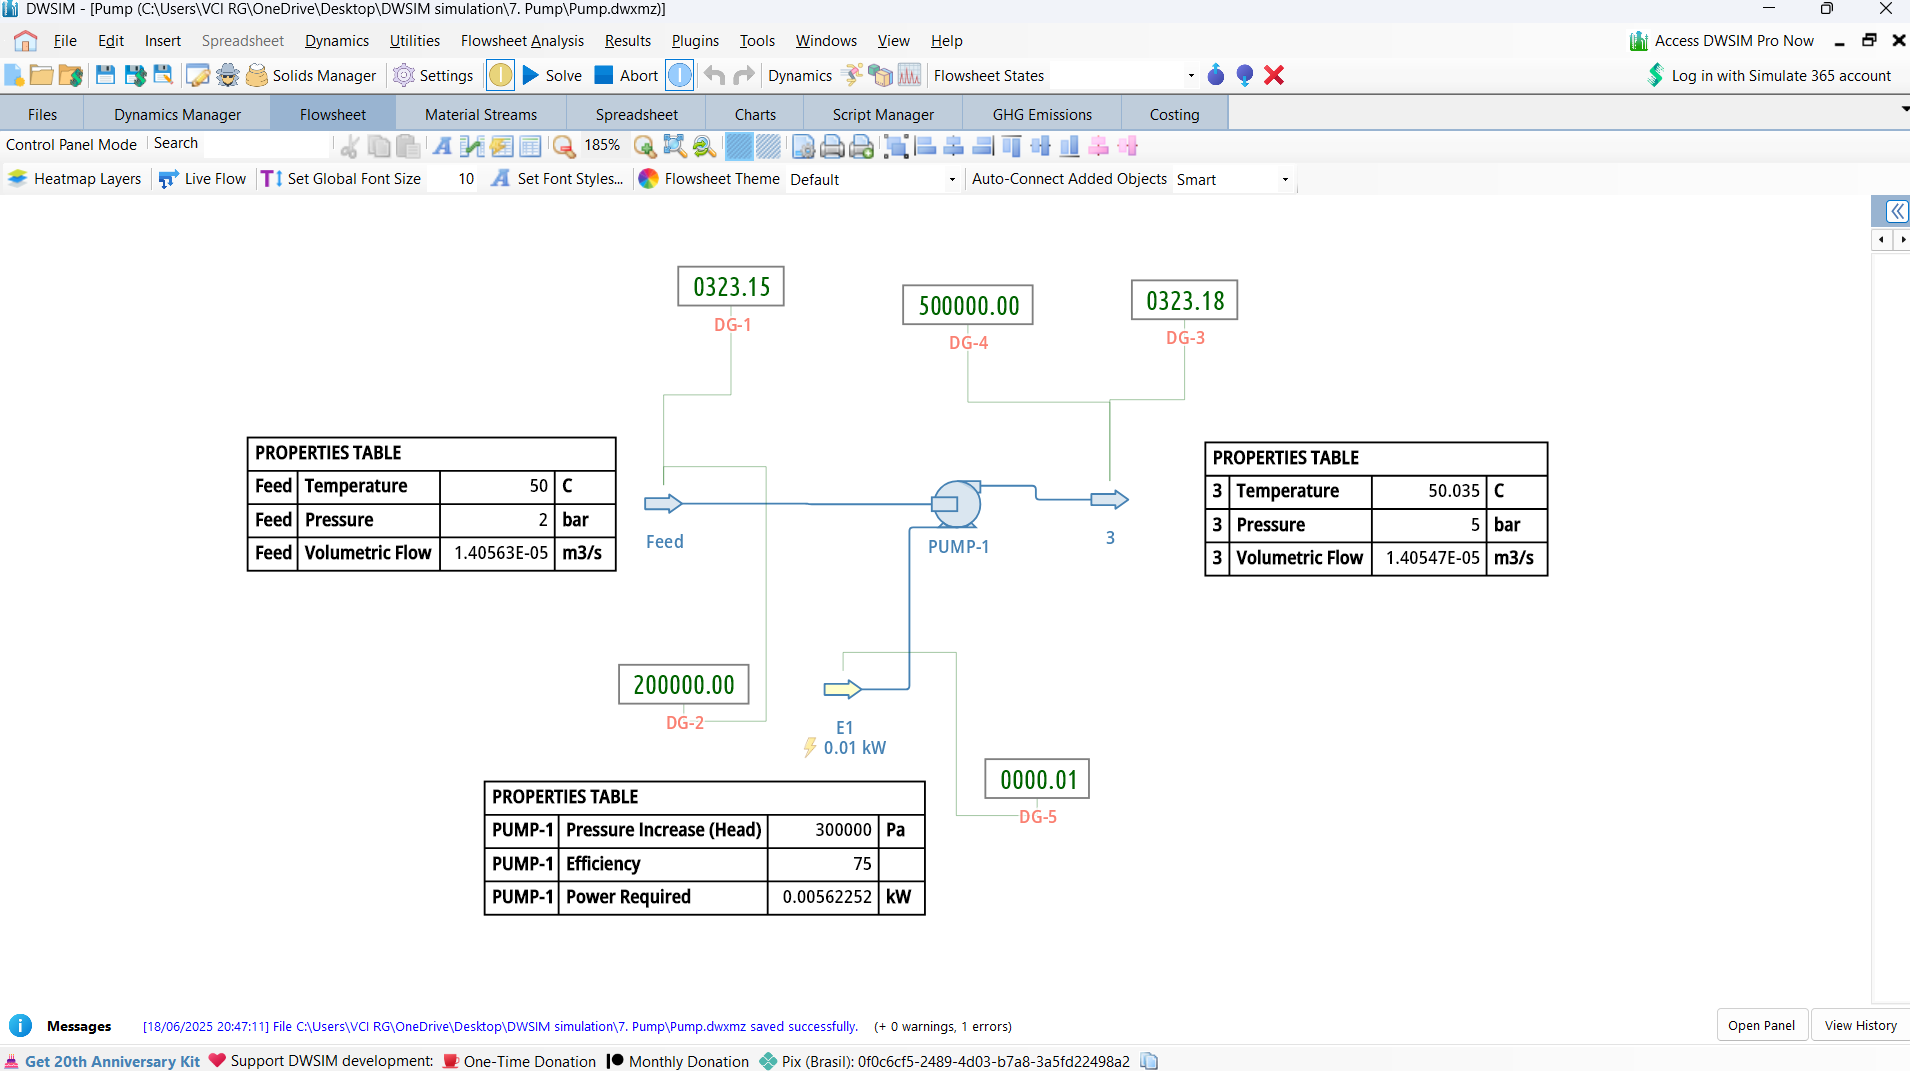 DWSIM - [Pump (C:\Users\VCI RG\OneDrive\Desktop\DWSIM simulation\7. Pump\Pump.dwxmz)]
File Edit Insert Spreadsheet Dynamics Utilities Flowsheet Analysis Results Plugins Tools Windows View Help Access DWSIM Pro Now
Solids Manager Settings Solve Abort Dynamics Flowsheet States Log in with Simulate 365 account
Files Dynamics Manager Flowsheet Material Streams Spreadsheet Charts Script Manager GHG Emissions Costing
Control Panel Mode Search 185%
Heatmap Layers Live Flow Set Global Font Size 10 Set Font Styles... Flowsheet Theme Default Auto-Connect Added Objects Smart
0323.15
DG-1
500000.00
DG-4
0323.18
DG-3
PROPERTIES TABLE
Feed Temperature 50 C
Feed Pressure 2 bar
Feed Volumetric Flow 1.40563E-05 m3/s
Feed
PUMP-1
3
PROPERTIES TABLE
3 Temperature 50.035 C
3 Pressure 5 bar
3 Volumetric Flow 1.40547E-05 m3/s
200000.00
DG-2
E1
0.01 kW
0000.01
DG-5
PROPERTIES TABLE
PUMP-1 Pressure Increase (Head) 300000 Pa
PUMP-1 Efficiency 75
PUMP-1 Power Required 0.00562252 kW
Messages [18/06/2025 20:47:11] File C:\Users\VCI RG\OneDrive\Desktop\DWSIM simulation\7. Pump\Pump.dwxmz saved successfully. (+ 0 warnings, 1 errors) Open Panel View History
Get 20th Anniversary Kit Support DWSIM development: One-Time Donation Monthly Donation Pix (Brasil): 0f0c6cf5-2489-4d03-b7a8-3a5fd22498a2